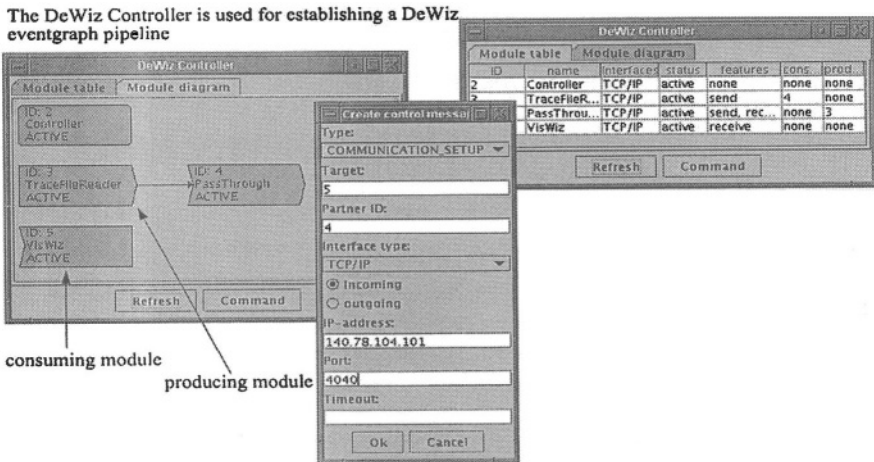 The DeWiz Controller is used for establishing a DeWiz
eventgraph pipeline
DeWiz Controller
Module table
Module diagram
ID: 2
Controller
ACTIVE
ID: 3
TraceFileReader
ACTIVE
ID: 4
PassThrough
ACTIVE
ID: 5
VisWiz
ACTIVE
Refresh
Command
consuming module
producing module
Create control messa
Type:
COMMUNICATION_SETUP
Target:
5
Partner ID:
4
Interface type:
TCP/IP
Incoming
outgoing
IP-address:
140.78.104.101
Port:
4040
Timeout:
Ok
Cancel
DeWiz Controller
Module table
Module diagram
ID name interfaces status features cons. prod..
2 Controller TCP/IP active none none none
3 TraceFileR... TCP/IP active send 4 none
PassThrou... TCP/IP active send, rec... none 3
VisWiz TCP/IP active receive none none
Refresh
Command